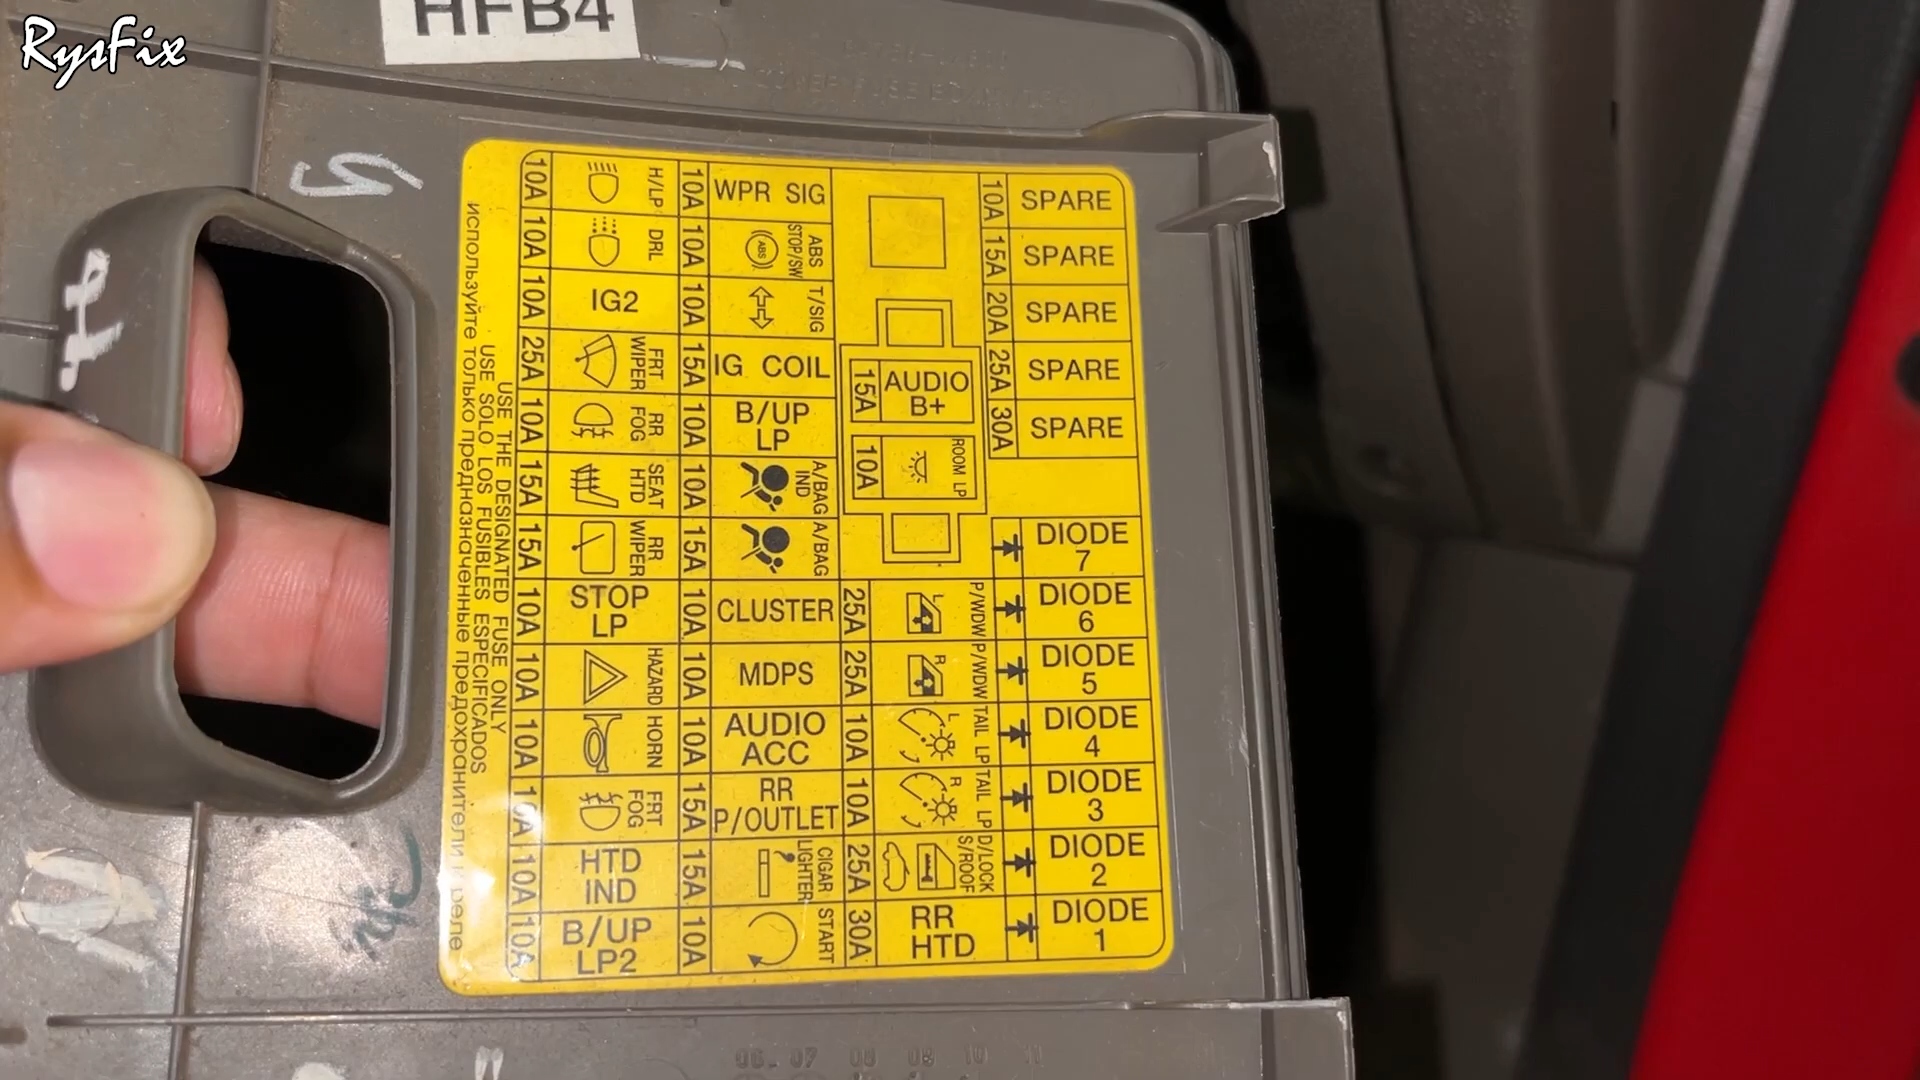 RysFix
HFB4
10A H/LP
10A DRL
10A IG2
25A FRT WIPER
10A RR FOG
15A SEAT HTD
15A RR WIPER
10A STOP LP
10A HAZARD
10A HORN
10A FRT FOG
10A HTD IND
10A B/UP LP2
10A WPR SIG
10A ABS STOP/SW
ABS
10A T/SIG
15A IG COIL
10A B/UP LP
10A A/BAG IND
15A A/BAG
10A CLUSTER
10A MDPS
10A AUDIO ACC
15A RR P/OUTLET
15A CIGAR LIGHTER
10A START
15A AUDIO B+
10A ROOM LP
25A P/WDW L
25A P/WDW R
10A TAIL LP L
10A TAIL LP R
25A D/LOCK S/ROOF
30A RR HTD
10A SPARE
15A SPARE
20A SPARE
25A SPARE
30A SPARE
DIODE 7
DIODE 6
DIODE 5
DIODE 4
DIODE 3
DIODE 2
DIODE 1
USE THE DESIGNATED FUSE ONLY
USE SOLO LOS FUSIBLES ESPECIFICADOS
используйте только предназначенные предохранители